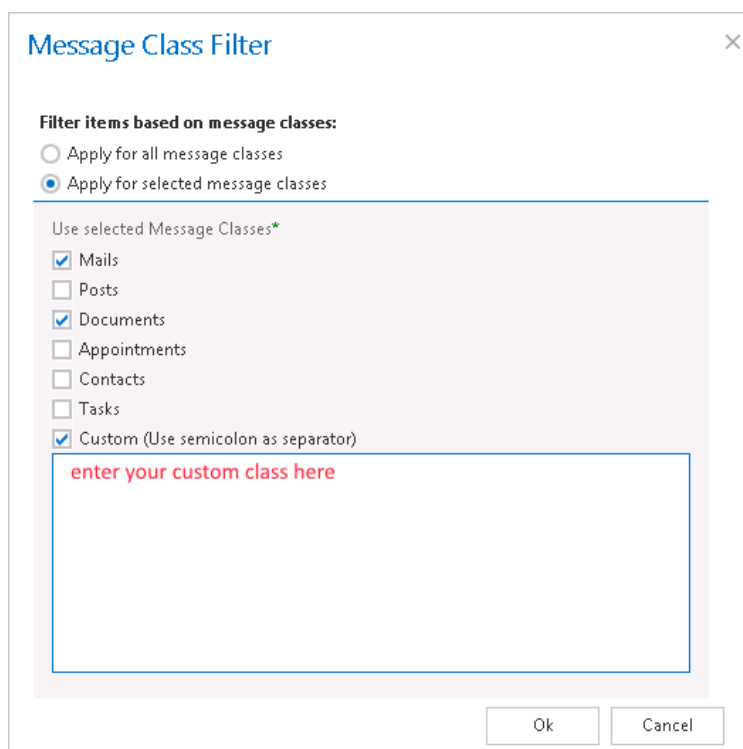 Message Class Filter
Filter items based on message classes:
Apply for all message classes
Apply for selected message classes
Use selected Message Classes*
Mails
Posts
Documents
Appointments
Contacts
Tasks
Custom (Use semicolon as separator)
enter your custom class here
Ok
Cancel